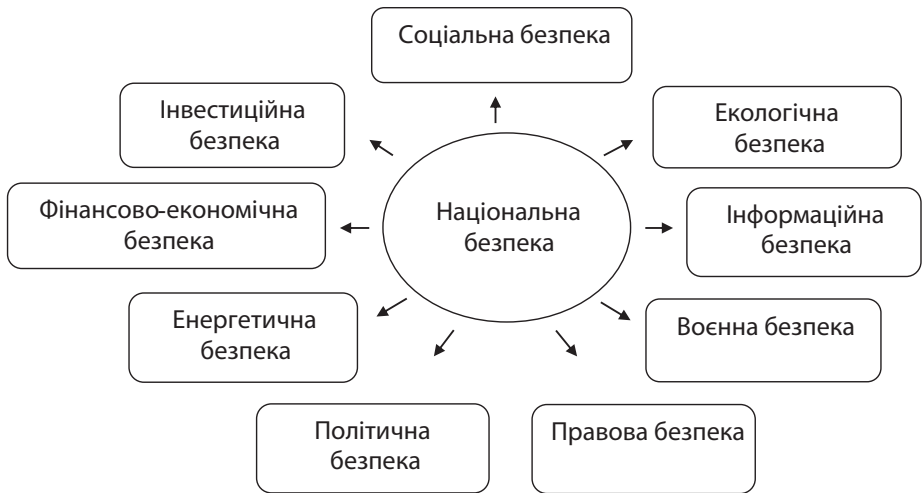 Соціальна безпека
Інвестиційна
безпека
Екологічна
безпека
Фінансово-економічна
безпека
Національна
безпека
Інформаційна
безпека
Енергетична
безпека
Воєнна безпека
Політична
безпека
Правова безпека